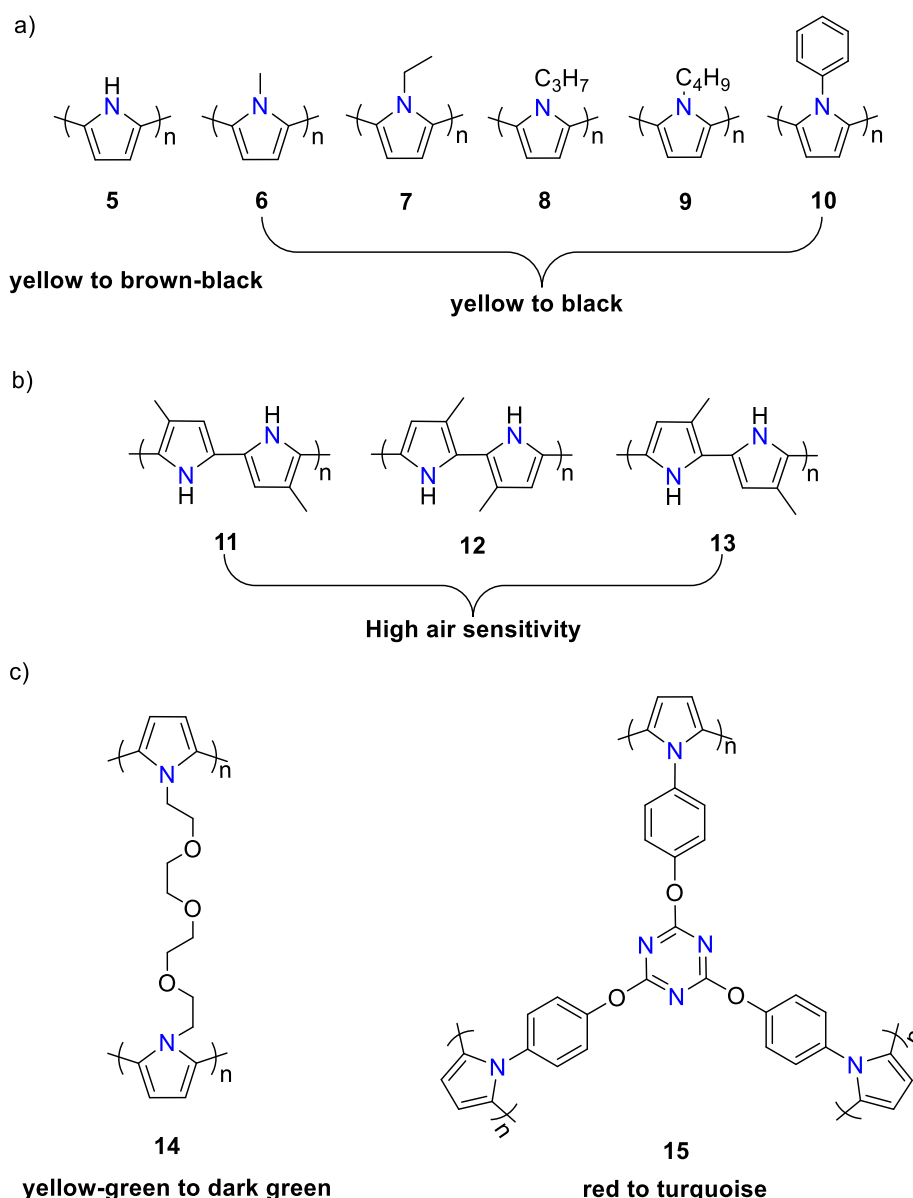 a)
H
N
n
5
N
n
6
N
n
7
C3H7
N
n
8
C4H9
N
n
9
N
n
10
yellow to brown-black
yellow to black
b)
H
N
N
H
n
11
H
N
N
H
n
12
H
N
N
H
n
13
High air sensitivity
c)
N
n
O
O
O
N
n
14
yellow-green to dark green
N
n
O
N
N
N
O
O
N
n
N
n
15
red to turquoise